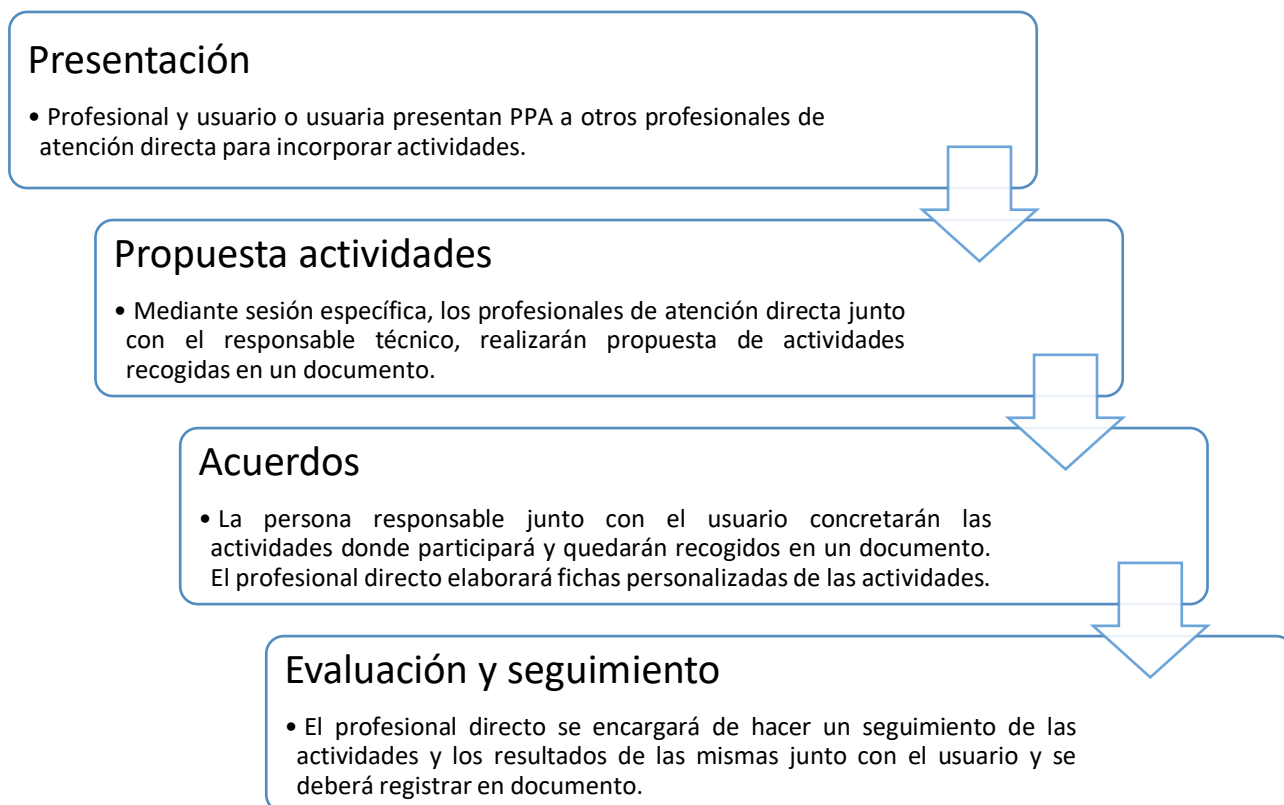 Presentación
• Profesional y usuario o usuaria presentan PPA a otros profesionales de
atención directa para incorporar actividades.
Propuesta actividades
• Mediante sesión específica, los profesionales de atención directa junto
con el responsable técnico, realizarán propuesta de actividades
recogidas en un documento.
Acuerdos
• La persona responsable junto con el usuario concretarán las
actividades donde participará y quedarán recogidos en un documento.
El profesional directo elaborará fichas personalizadas de las actividades.
Evaluación y seguimiento
• El profesional directo se encargará de hacer un seguimiento de las
actividades y los resultados de las mismas junto con el usuario y se
deberá registrar en documento.